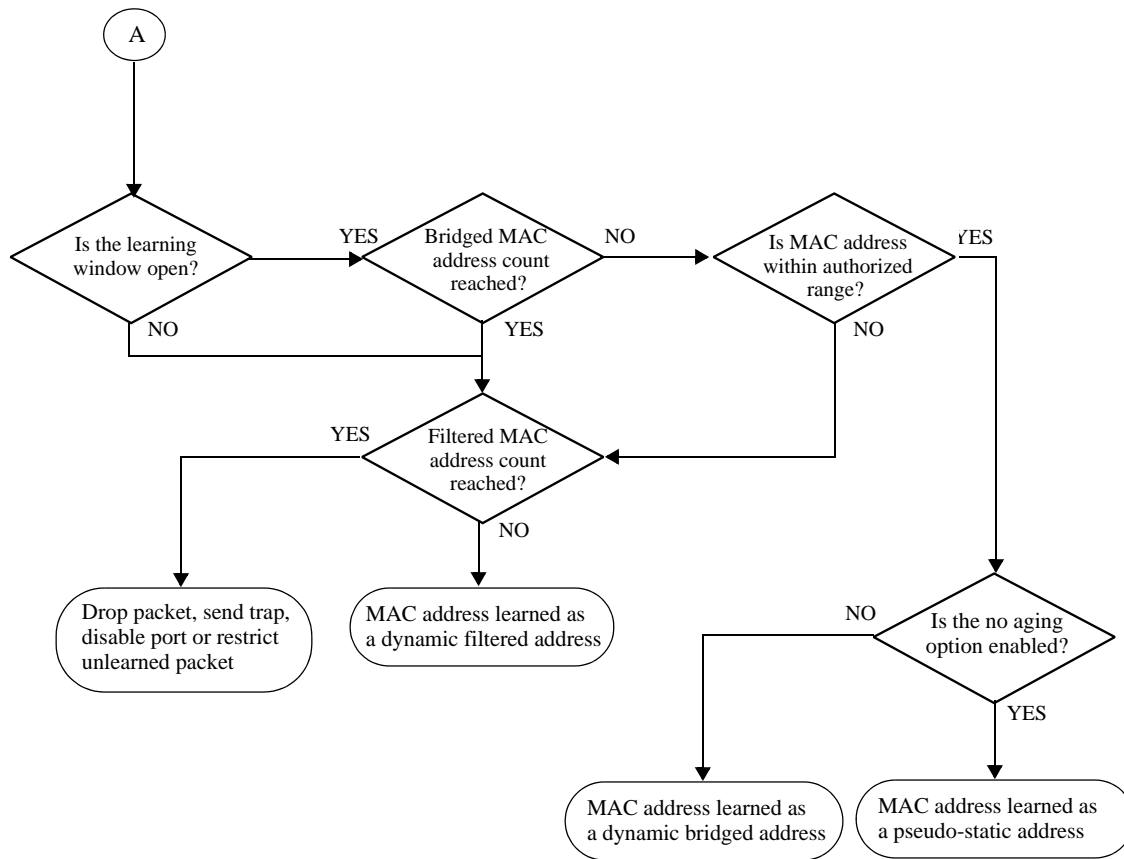 A
Is the learning
window open?
YES
Bridged MAC
address count
reached?
NO
Is MAC address
within authorized
range?
YES
NO
YES
NO
YES
Filtered MAC
address count
reached?
NO
Drop packet, send trap,
disable port or restrict
unlearned packet
MAC address learned as
a dynamic filtered address
NO
Is the no aging
option enabled?
YES
MAC address learned as
a dynamic bridged address
MAC address learned as
a pseudo-static address